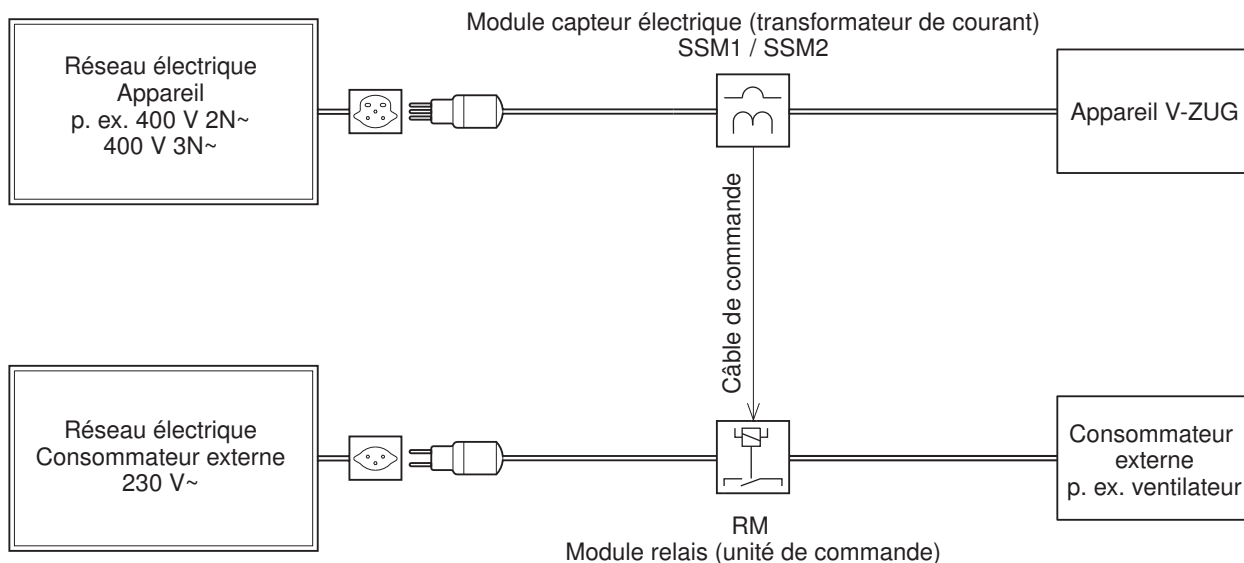 Module capteur électrique (transformateur de courant)
SSM1 / SSM2
Réseau électrique
Appareil
p. ex. 400 V 2N~
400 V 3N~
Appareil V-ZUG
Câble de commande
Réseau électrique
Consommateur externe
230 V~
Consommateur
externe
p. ex. ventilateur
RM
Module relais (unité de commande)